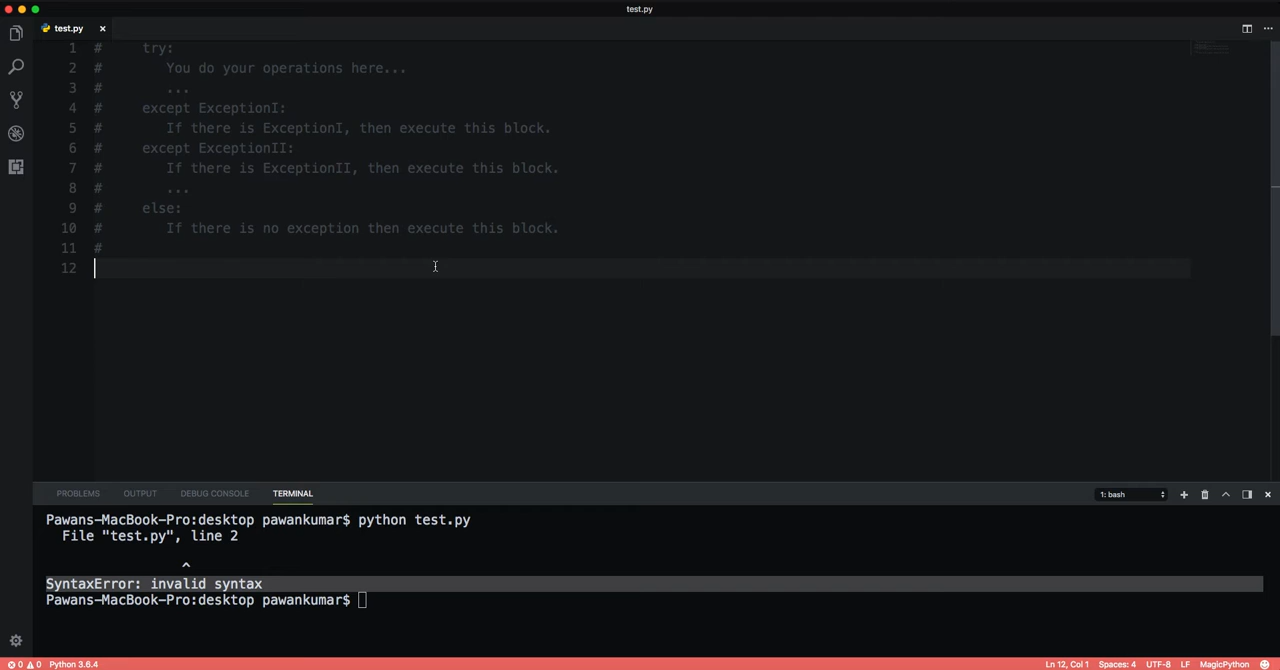 test.py
test.py
1 # try:
2 # You do your operations here...
3 # ...
4 # except ExceptionI:
5 # If there is ExceptionI, then execute this block.
6 # except ExceptionII:
7 # If there is ExceptionII, then execute this block.
8 # ...
9 # else:
10 # If there is no exception then execute this block.
11 #
12
PROBLEMS OUTPUT DEBUG CONSOLE TERMINAL 1: bash
Pawans-MacBook-Pro:desktop pawankumar$ python test.py
File "test.py", line 2
^
SyntaxError: invalid syntax
Pawans-MacBook-Pro:desktop pawankumar$
0 0 Python 3.6.4 Ln 12, Col 1 Spaces: 4 UTF-8 LF MagicPython